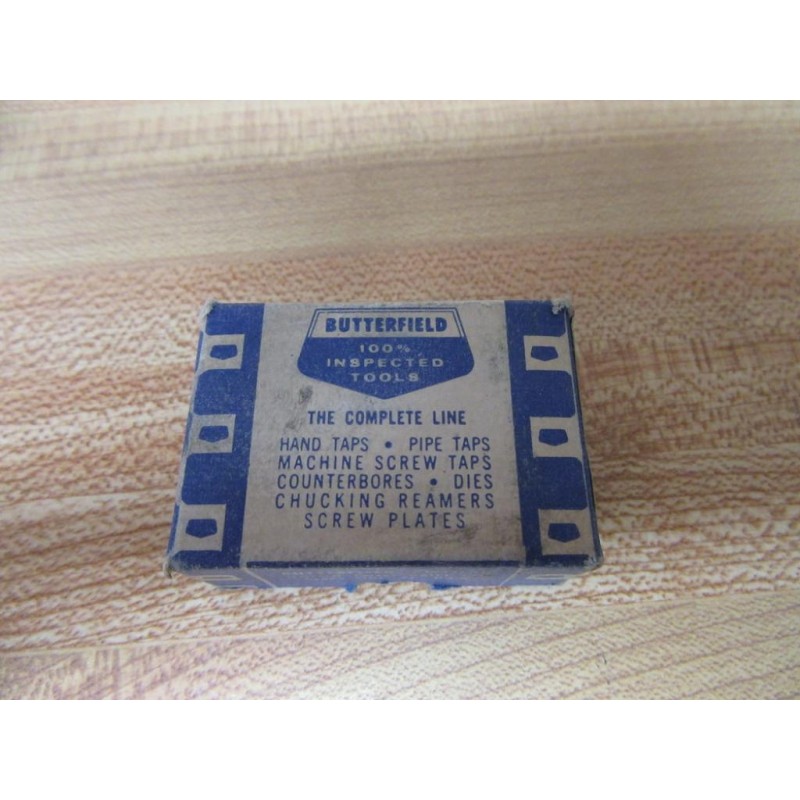 BUTTERFIELD
100%
INSPECTED
TOOLS
THE COMPLETE LINE
HAND TAPS • PIPE TAPS
MACHINE SCREW TAPS
COUNTERBORES • DIES
CHUCKING REAMERS
SCREW PLATES